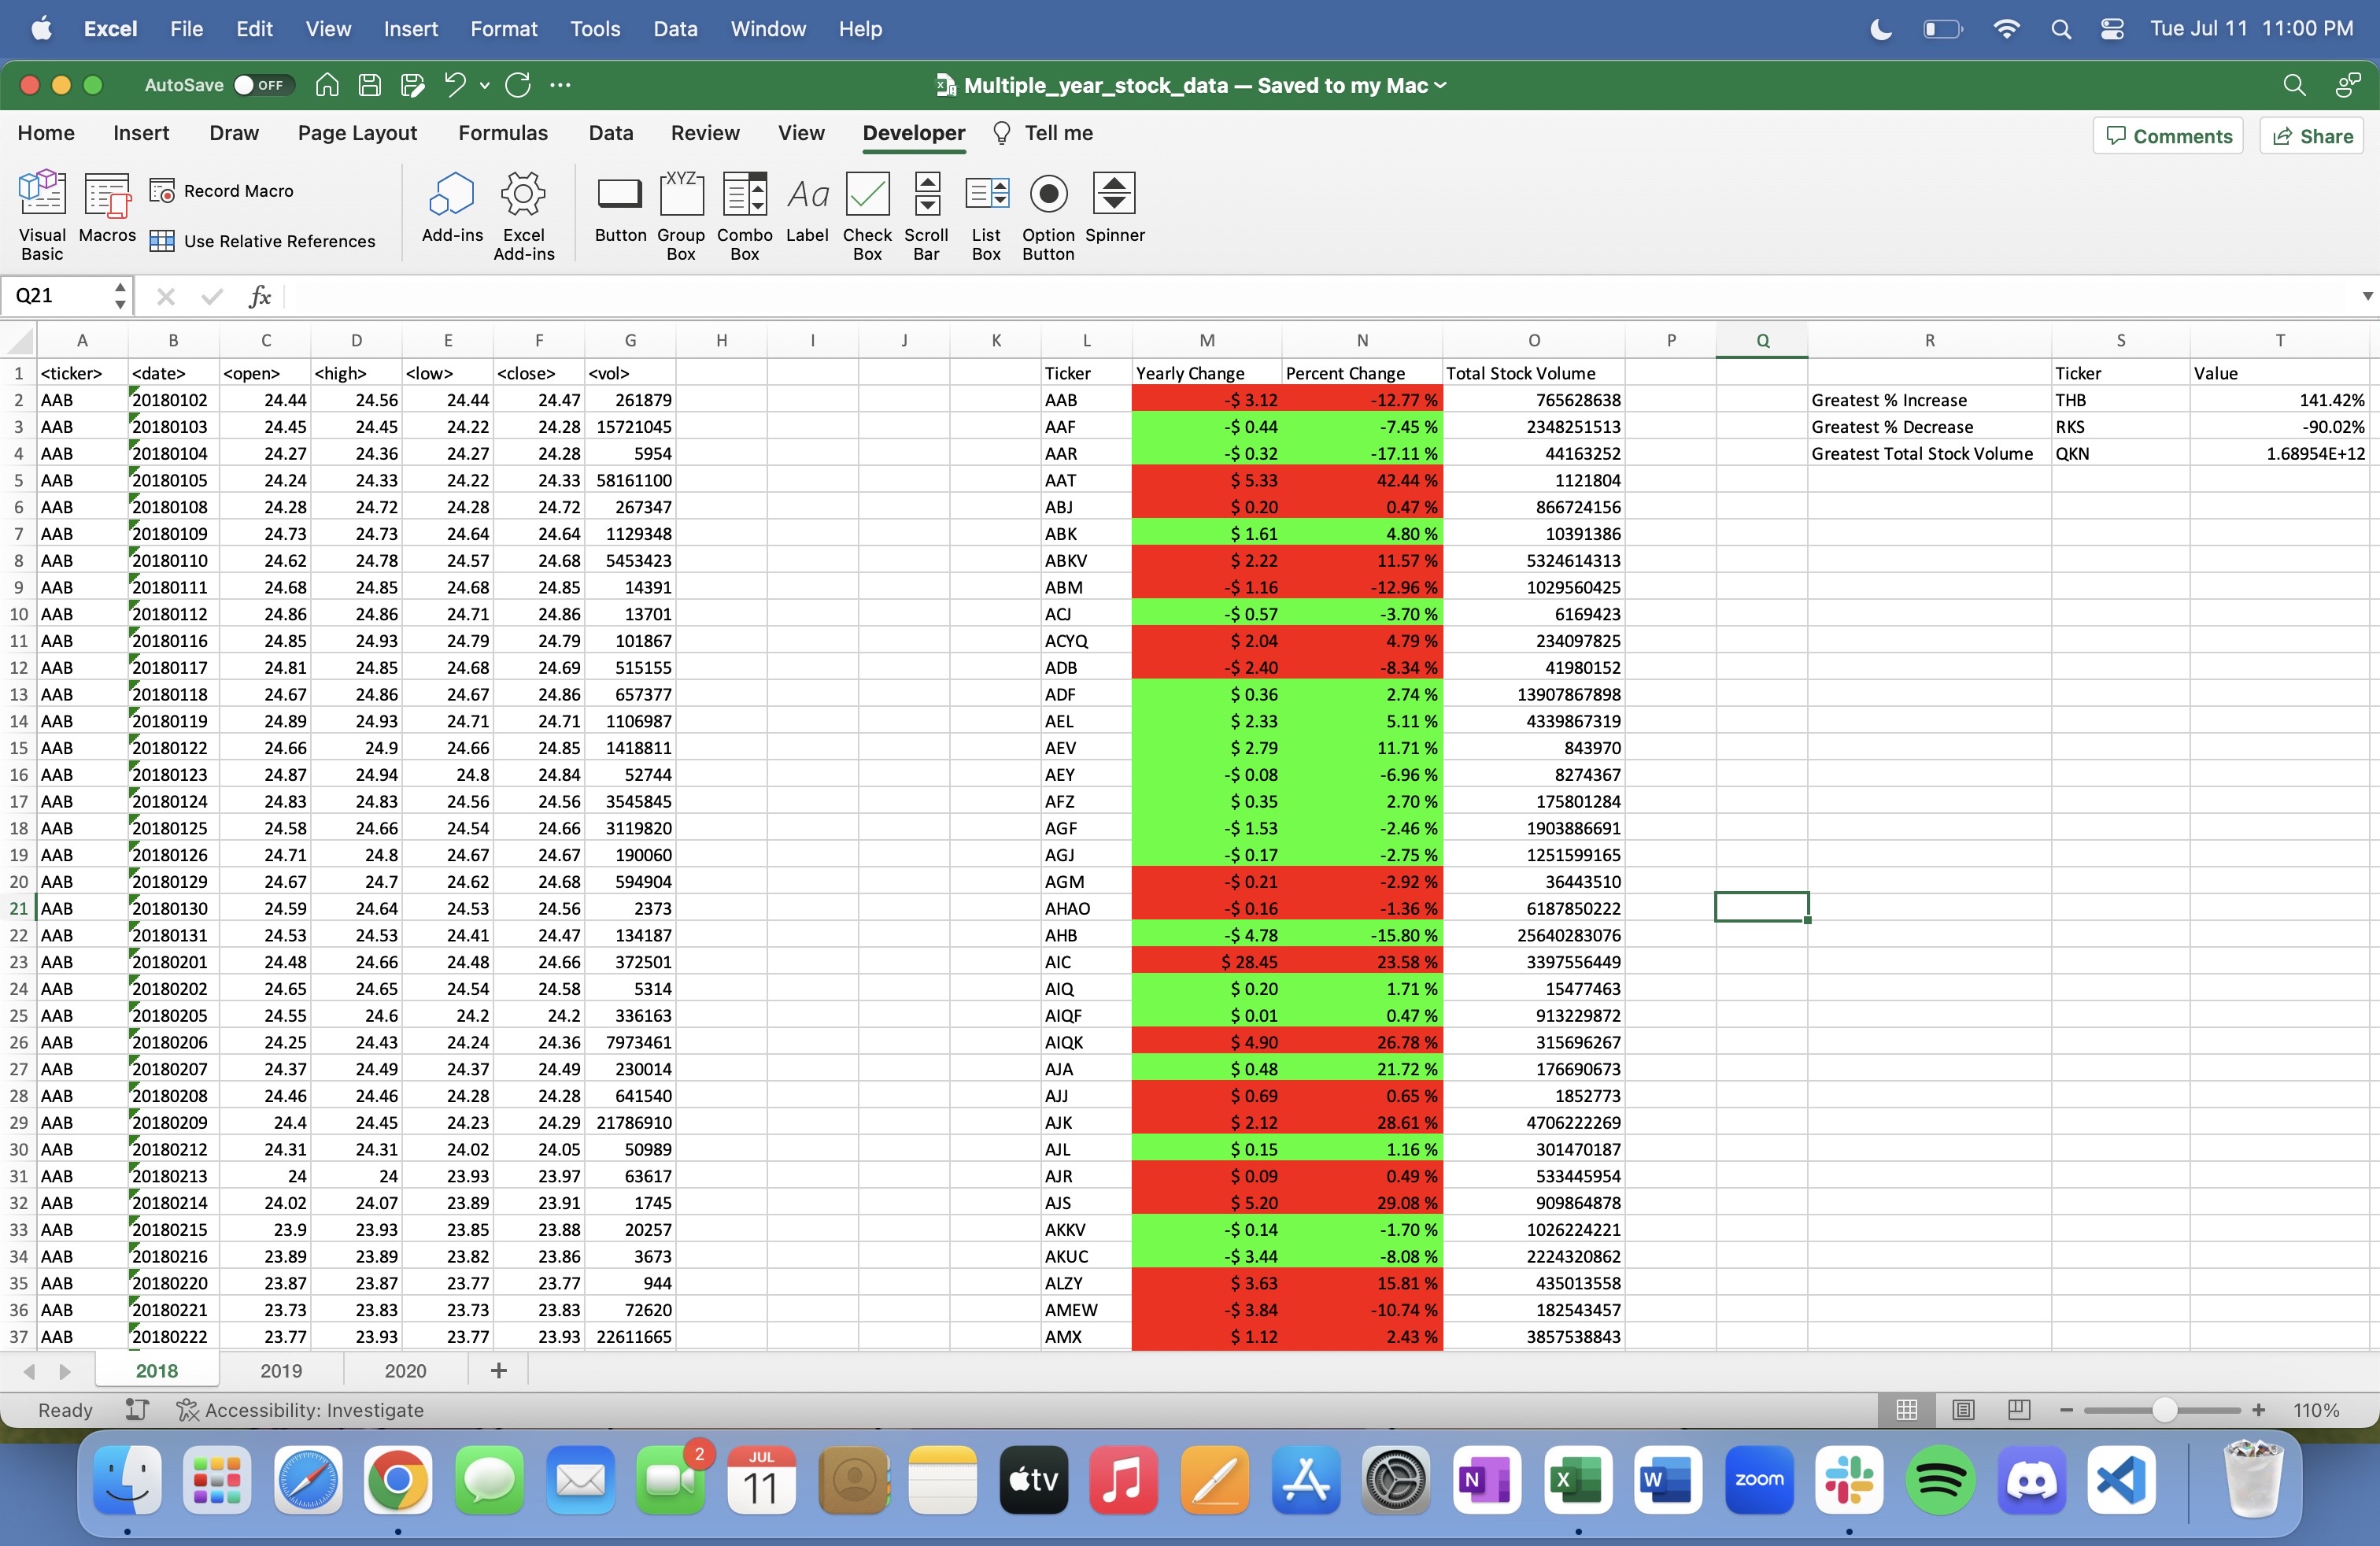 Excel File Edit View Insert Format Tools Data Window Help Tue Jul 11 11:00 PM
AutoSave OFF Multiple_year_stock_data — Saved to my Mac
Home Insert Draw Page Layout Formulas Data Review View Developer Tell me Comments Share
Visual Basic Macros Record Macro Use Relative References Add-ins Excel Add-ins Button XYZ Group Box Combo Box Aa Label Check Box Scroll Bar List Box Option Button Spinner
Q21 fx
A B C D E F G H I J K L M N O P Q R S T
1 <ticker> <date> <open> <high> <low> <close> <vol> Ticker Yearly Change Percent Change Total Stock Volume Ticker Value
2 AAB 20180102 24.44 24.56 24.44 24.47 261879 AAB -$ 3.12 -12.77 % 765628638 Greatest % Increase THB 141.42%
3 AAB 20180103 24.45 24.45 24.22 24.28 15721045 AAF -$ 0.44 -7.45 % 2348251513 Greatest % Decrease RKS -90.02%
4 AAB 20180104 24.27 24.36 24.27 24.28 5954 AAR -$ 0.32 -17.11 % 44163252 Greatest Total Stock Volume QKN 1.68954E+12
5 AAB 20180105 24.24 24.33 24.22 24.33 58161100 AAT $ 5.33 42.44 % 1121804
6 AAB 20180108 24.28 24.72 24.28 24.72 267347 ABJ $ 0.20 0.47 % 866724156
7 AAB 20180109 24.73 24.73 24.64 24.64 1129348 ABK $ 1.61 4.80 % 10391386
8 AAB 20180110 24.62 24.78 24.57 24.68 5453423 ABKV $ 2.22 11.57 % 5324614313
9 AAB 20180111 24.68 24.85 24.68 24.85 14391 ABM -$ 1.16 -12.96 % 1029560425
10 AAB 20180112 24.86 24.86 24.71 24.86 13701 ACJ -$ 0.57 -3.70 % 6169423
11 AAB 20180116 24.85 24.93 24.79 24.79 101867 ACYQ $ 2.04 4.79 % 234097825
12 AAB 20180117 24.81 24.85 24.68 24.69 515155 ADB -$ 2.40 -8.34 % 41980152
13 AAB 20180118 24.67 24.86 24.67 24.86 657377 ADF $ 0.36 2.74 % 13907867898
14 AAB 20180119 24.89 24.93 24.71 24.71 1106987 AEL $ 2.33 5.11 % 4339867319
15 AAB 20180122 24.66 24.9 24.66 24.85 1418811 AEV $ 2.79 11.71 % 843970
16 AAB 20180123 24.87 24.94 24.8 24.84 52744 AEY -$ 0.08 -6.96 % 8274367
17 AAB 20180124 24.83 24.83 24.56 24.56 3545845 AFZ $ 0.35 2.70 % 175801284
18 AAB 20180125 24.58 24.66 24.54 24.66 3119820 AGF -$ 1.53 -2.46 % 1903886691
19 AAB 20180126 24.71 24.8 24.67 24.67 190060 AGJ -$ 0.17 -2.75 % 1251599165
20 AAB 20180129 24.67 24.7 24.62 24.68 594904 AGM -$ 0.21 -2.92 % 36443510
21 AAB 20180130 24.59 24.64 24.53 24.56 2373 AHAO -$ 0.16 -1.36 % 6187850222
22 AAB 20180131 24.53 24.53 24.41 24.47 134187 AHB -$ 4.78 -15.80 % 25640283076
23 AAB 20180201 24.48 24.66 24.48 24.66 372501 AIC $ 28.45 23.58 % 3397556449
24 AAB 20180202 24.65 24.65 24.54 24.58 5314 AIQ $ 0.20 1.71 % 15477463
25 AAB 20180205 24.55 24.6 24.2 24.2 336163 AIQF $ 0.01 0.47 % 913229872
26 AAB 20180206 24.25 24.43 24.24 24.36 7973461 AIQK $ 4.90 26.78 % 315696267
27 AAB 20180207 24.37 24.49 24.37 24.49 230014 AJA $ 0.48 21.72 % 176690673
28 AAB 20180208 24.46 24.46 24.28 24.28 641540 AJJ $ 0.69 0.65 % 1852773
29 AAB 20180209 24.4 24.45 24.23 24.29 21786910 AJK $ 2.12 28.61 % 4706222269
30 AAB 20180212 24.31 24.31 24.02 24.05 50989 AJL $ 0.15 1.16 % 301470187
31 AAB 20180213 24 24 23.89 23.97 63617 AJR $ 0.09 0.49 % 533445954
32 AAB 20180214 24.02 24.07 23.89 23.91 1745 AJS $ 5.20 29.08 % 909864878
33 AAB 20180215 23.9 23.93 23.85 23.88 20257 AKKV -$ 0.14 -1.70 % 1026224221
34 AAB 20180216 23.89 23.89 23.82 23.86 3673 AKUC -$ 3.44 -8.08 % 2224320862
35 AAB 20180220 23.87 23.87 23.77 23.77 944 ALZY $ 3.63 15.81 % 435013558
36 AAB 20180221 23.73 23.83 23.73 23.83 72620 AMEW -$ 3.84 -10.74 % 182543457
37 AAB 20180222 23.77 23.93 23.77 23.93 22611665 AMX $ 1.12 2.43 % 3857538843
2018 2019 2020 +
Ready Accessibility: Investigate 110%
2 JUL 11 tv N X W zoom